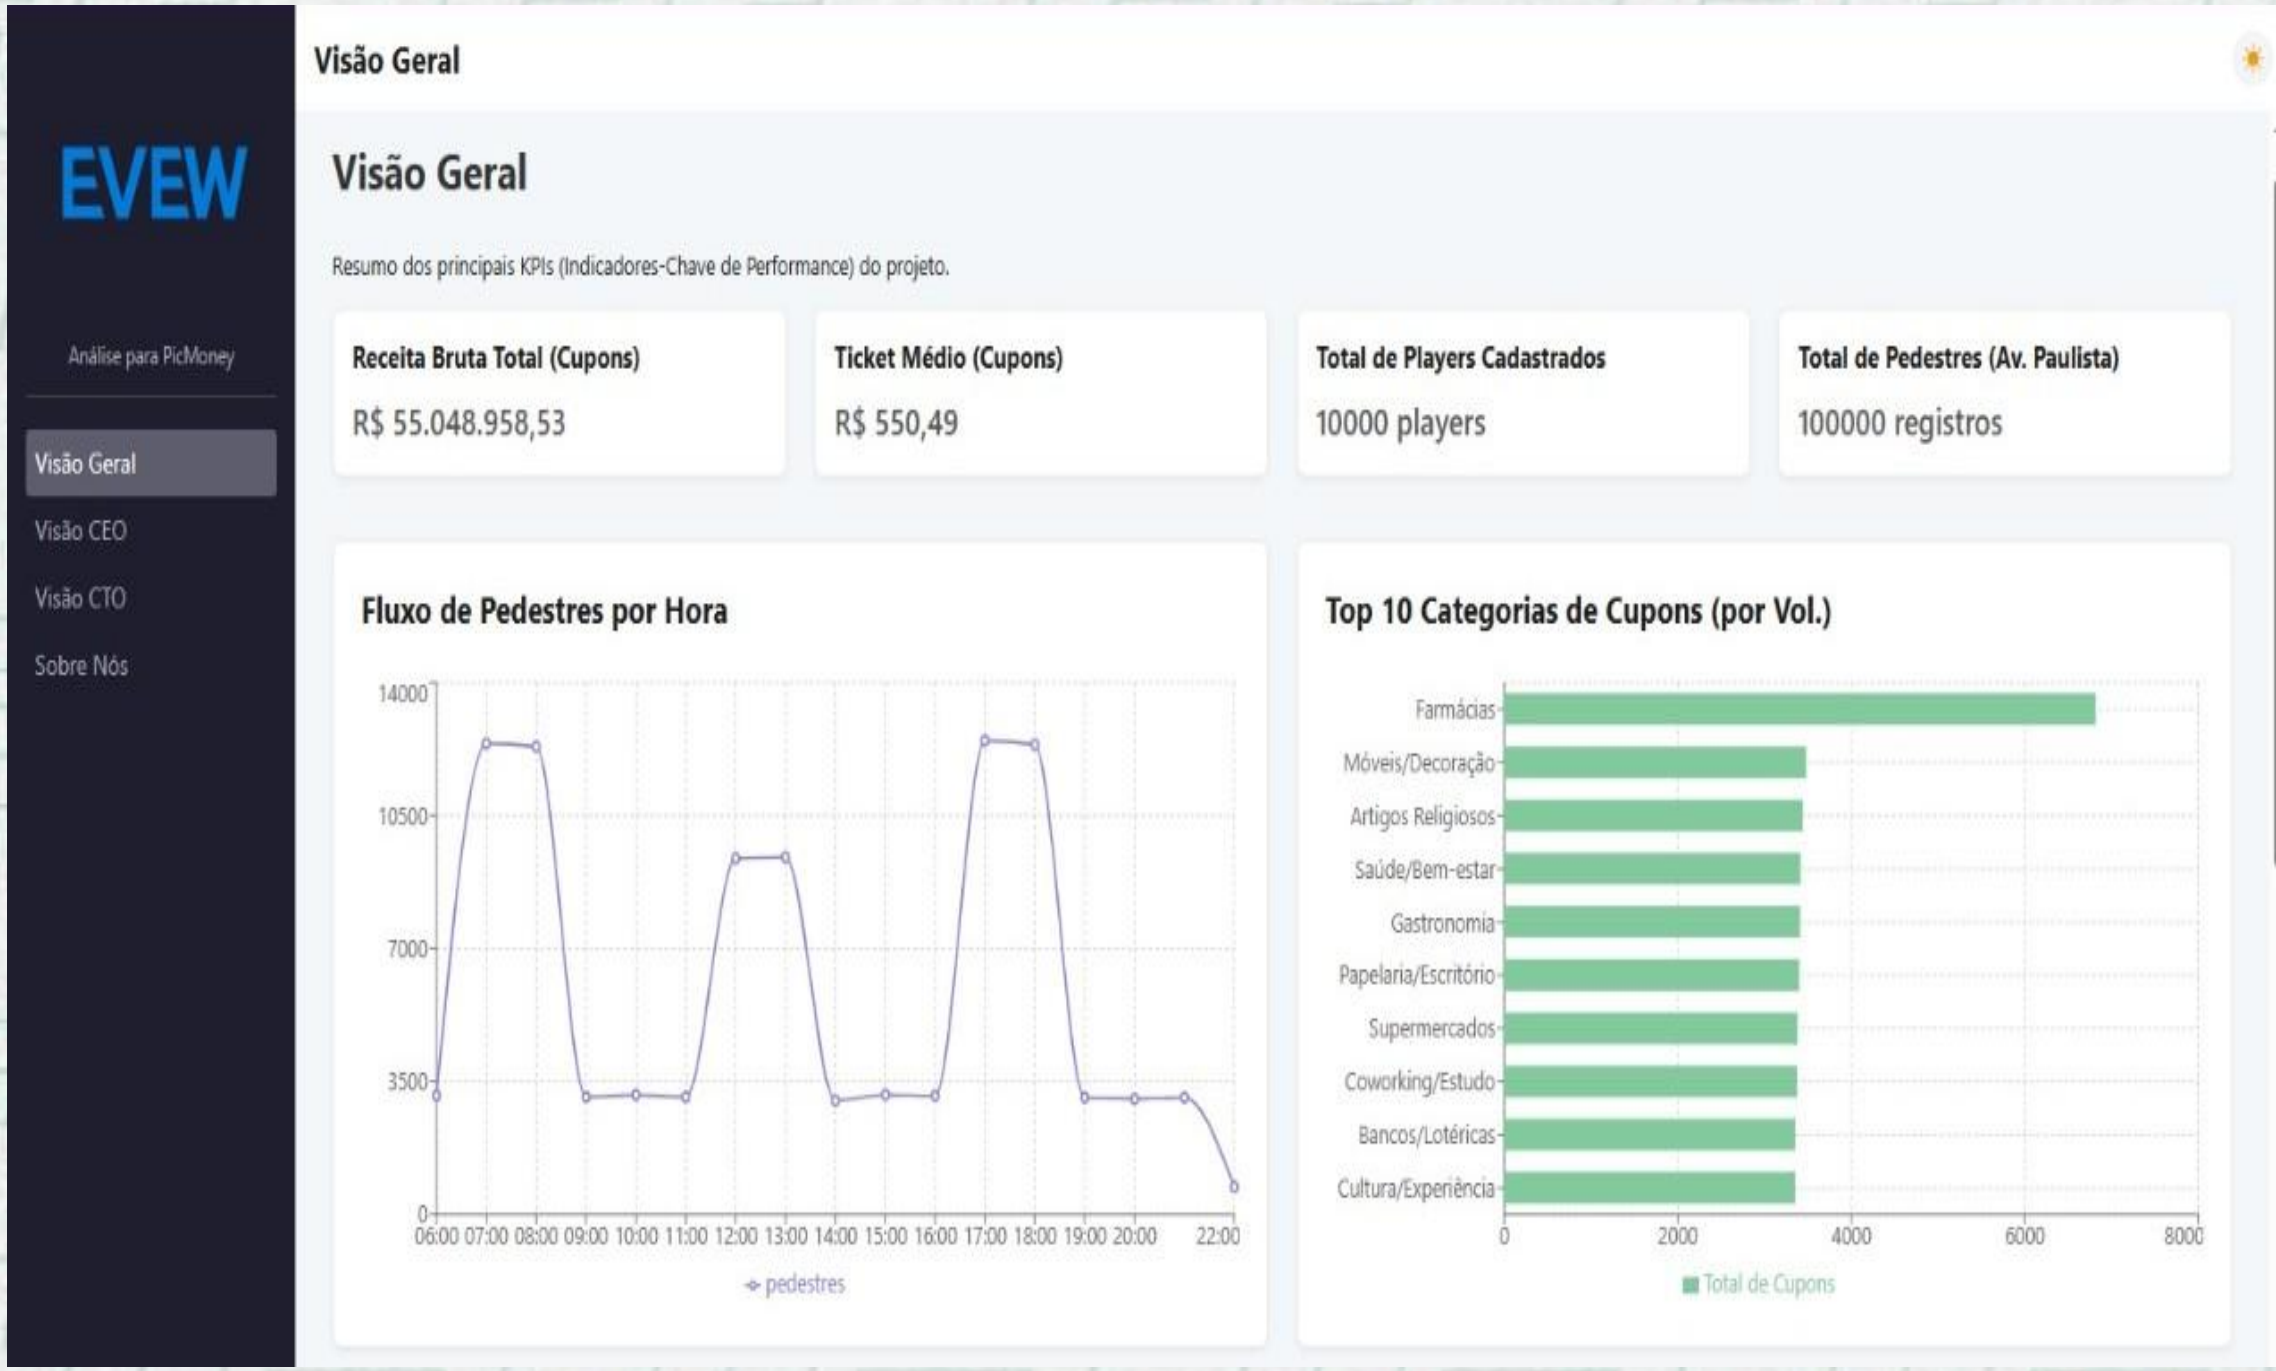 EVEW
Análise para PicMoney
Visão Geral
Visão CEO
Visão CTO
Sobre Nós
Visão Geral
Visão Geral
Resumo dos principais KPIs (Indicadores-Chave de Performance) do projeto.
Receita Bruta Total (Cupons)
R$ 55.048.958,53
Ticket Médio (Cupons)
R$ 550,49
Total de Players Cadastrados
10000 players
Total de Pedestres (Av. Paulista)
100000 registros
Fluxo de Pedestres por Hora
14000
10500
7000
3500
0
06:00 07:00 08:00 09:00 10:00 11:00 12:00 13:00 14:00 15:00 16:00 17:00 18:00 19:00 20:00 22:00
pedestres
Top 10 Categorias de Cupons (por Vol.)
Farmácias
Móveis/Decoração
Artigos Religiosos
Saúde/Bem-estar
Gastronomia
Papelaria/Escritório
Supermercados
Coworking/Estudo
Bancos/Lotéricas
Cultura/Experiência
0 2000 4000 6000 8000
Total de Cupons